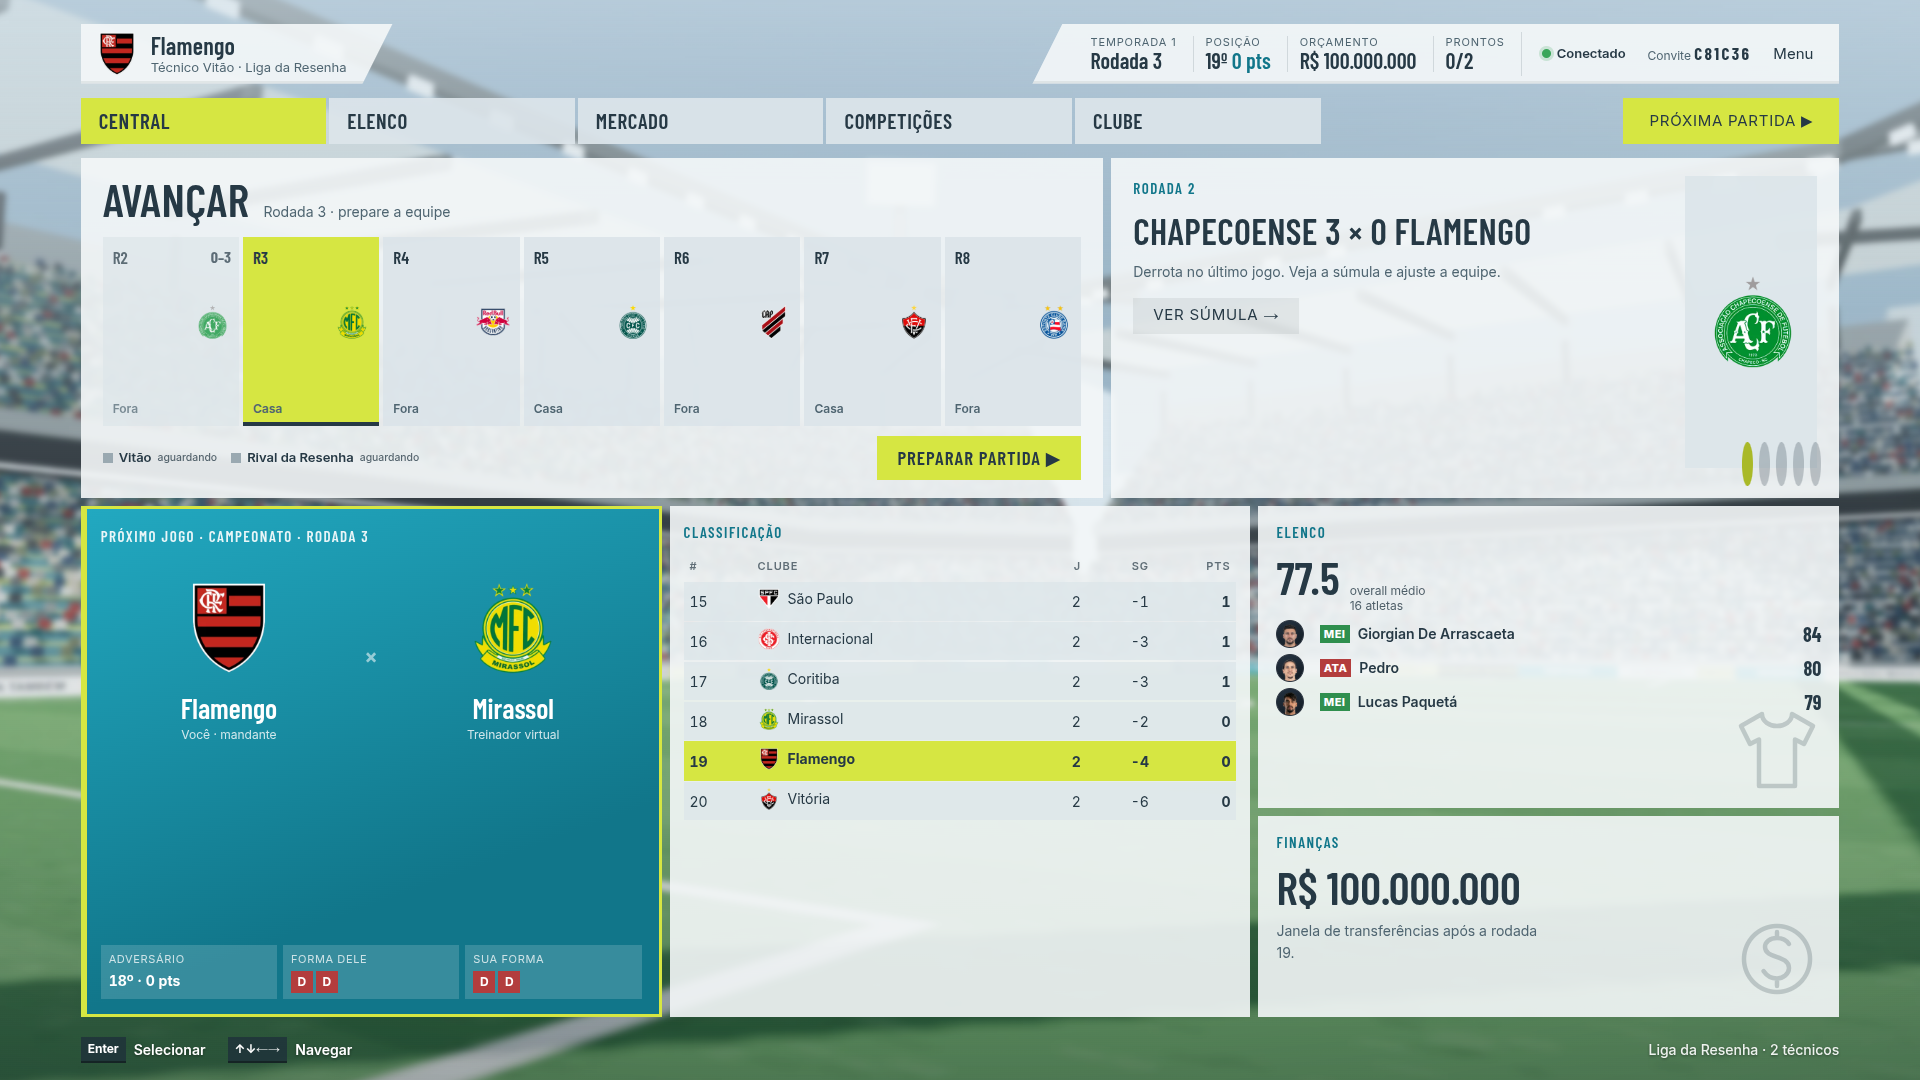 Flamengo
Técnico Vitão · Liga da Resenha
TEMPORADA 1
Rodada 3
POSIÇÃO
19º 0 pts
ORÇAMENTO
R$ 100.000.000
PRONTOS
0/2
Conectado
Convite C81C36
Menu
CENTRAL
ELENCO
MERCADO
COMPETIÇÕES
CLUBE
PRÓXIMA PARTIDA ▶
AVANÇAR
Rodada 3 · prepare a equipe
R2 0–3
Fora
R3
Casa
R4
Fora
R5
Casa
R6
Fora
R7
Casa
R8
Fora
Vitão aguardando
Rival da Resenha aguardando
PREPARAR PARTIDA ▶
RODADA 2
CHAPECOENSE 3 × 0 FLAMENGO
Derrota no último jogo. Veja a súmula e ajuste a equipe.
VER SÚMULA →
PRÓXIMO JOGO · CAMPEONATO · RODADA 3
MFC
MIRASSOL
×
Flamengo
Você · mandante
Mirassol
Treinador virtual
ADVERSÁRIO
18º · 0 pts
FORMA DELE
D D
SUA FORMA
D D
CLASSIFICAÇÃO
# CLUBE J SG PTS
15 São Paulo 2 -1 1
16 Internacional 2 -3 1
17 Coritiba 2 -3 1
18 Mirassol 2 -2 0
19 Flamengo 2 -4 0
20 Vitória 2 -6 0
ELENCO
77.5
overall médio
16 atletas
MEI Giorgian De Arrascaeta 84
ATA Pedro 80
MEI Lucas Paquetá 79
FINANÇAS
R$ 100.000.000
Janela de transferências após a rodada
19.
Enter Selecionar
↑↓←→ Navegar
Liga da Resenha · 2 técnicos